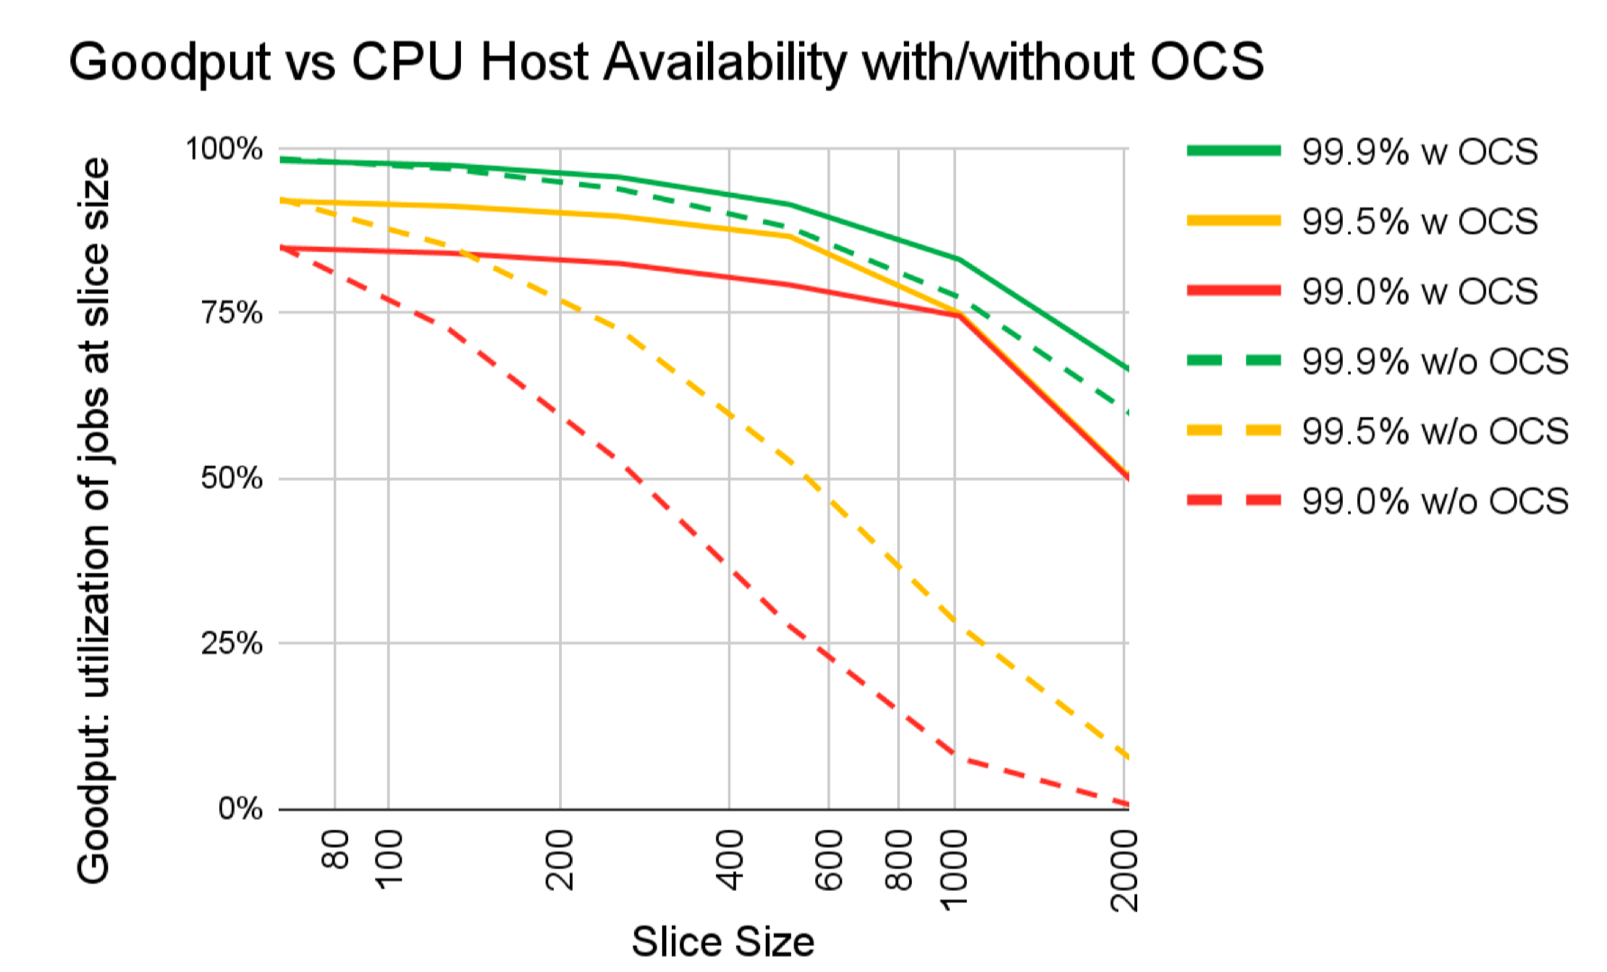 Goodput vs CPU Host Availability with/without OCS
Goodput: utilization of jobs at slice size
100%
75%
50%
25%
0%
80
100
200
400
600
800
1000
2000
Slice Size
99.9% w OCS
99.5% w OCS
99.0% w OCS
99.9% w/o OCS
99.5% w/o OCS
99.0% w/o OCS